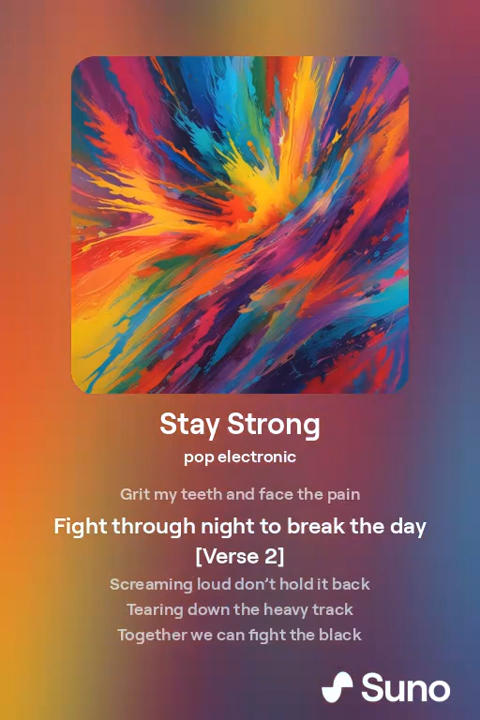 Stay Strong
pop electronic
Grit my teeth and face the pain
Fight through night to break the day
[Verse 2]
Screaming loud don't hold it back
Tearing down the heavy track
Together we can fight the black
Suno